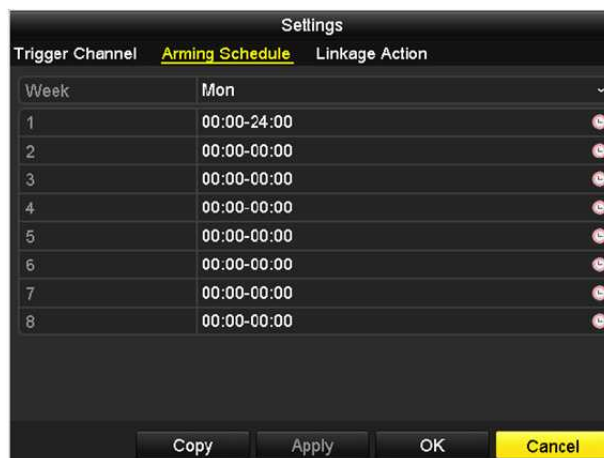 Settings
Trigger Channel Arming Schedule Linkage Action
Week Mon
1 00:00-24:00
2 00:00-00:00
3 00:00-00:00
4 00:00-00:00
5 00:00-00:00
6 00:00-00:00
7 00:00-00:00
8 00:00-00:00
Copy Apply OK Cancel